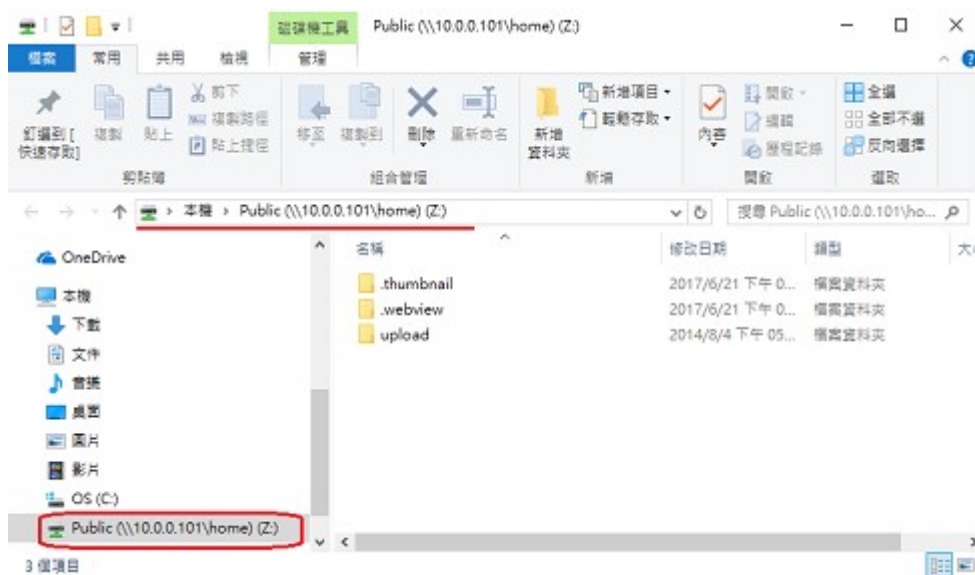 磁碟機工具 Public (\\10.0.0.101\home) (Z:)
檔案 常用 共用 檢視 管理
剪下
複製路徑
貼上捷徑
釘選到 [
快速存取]
複製 貼上
移至 複製到 刪除 重新命名
新增
資料夾
新增項目
輕鬆存取
內容
開啟
編輯
歷程記錄
全選
全部不選
反向選擇
剪貼簿 組合管理 新增 開啟 選取
本機 › Public (\\10.0.0.101\home) (Z:)
搜尋 Public (\\10.0.0.101\ho...
OneDrive
本機
下載
文件
音樂
桌面
圖片
影片
OS (C:)
Public (\\10.0.0.101\home) (Z:)
名稱 修改日期 類型 大
.thumbnail 2017/6/21 下午 0... 檔案資料夾
.webview 2017/6/21 下午 0... 檔案資料夾
upload 2014/8/4 下午 05... 檔案資料夾
3 個項目